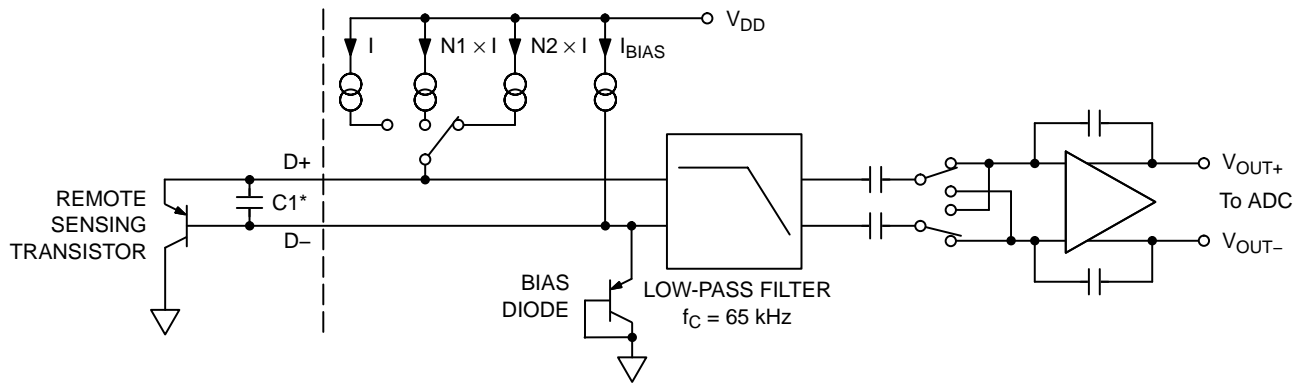 V_DD
I
N1 × I
N2 × I
I_BIAS
D+
REMOTE
SENSING
TRANSISTOR
C1*
D−
BIAS
DIODE
LOW-PASS FILTER
f_C = 65 kHz
V_OUT+
To ADC
V_OUT−